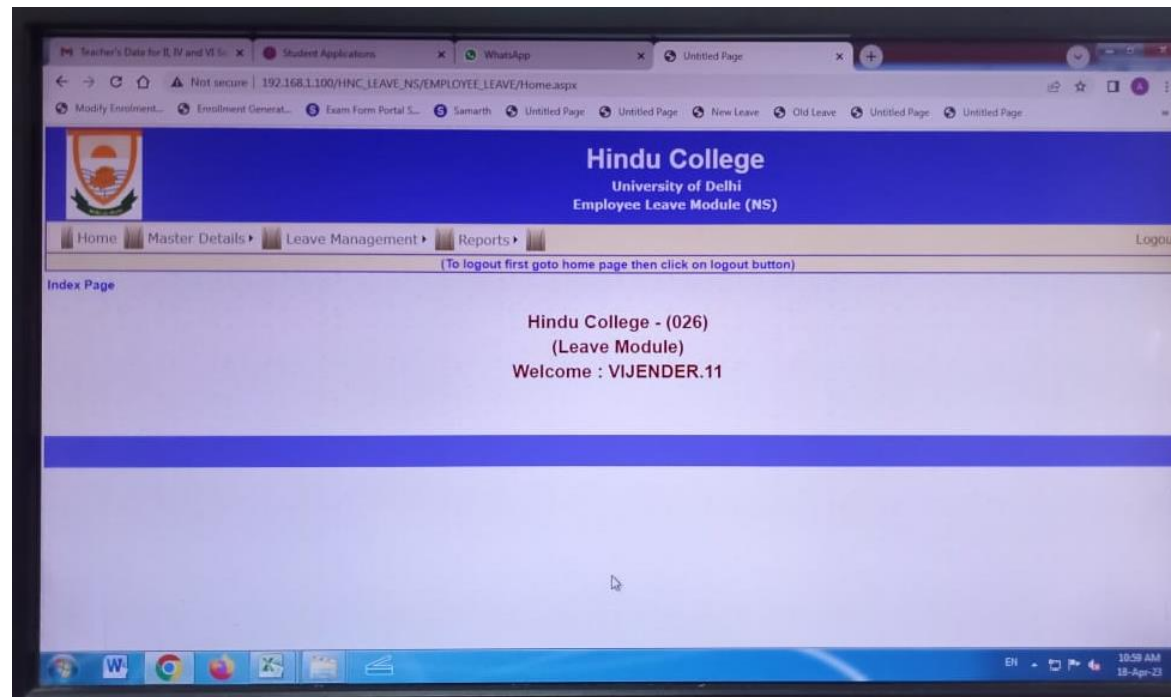 Teacher's Date for II, IV and VI Se
Student Applications
WhatsApp
Untitled Page
Not secure | 192.168.1.100/HNC_LEAVE_NS/EMPLOYEE_LEAVE/Home.aspx
Modify Enrolment... Enrollment Generat... Exam Form Portal S... Samarth Untitled Page Untitled Page New Leave Old Leave Untitled Page Untitled Page
Hindu College
University of Delhi
Employee Leave Module (NS)
Home Master Details Leave Management Reports Logou
(To logout first goto home page then click on logout button)
Index Page
Hindu College - (026)
(Leave Module)
Welcome : VIJENDER.11
EN
10:59 AM
18-Apr-23